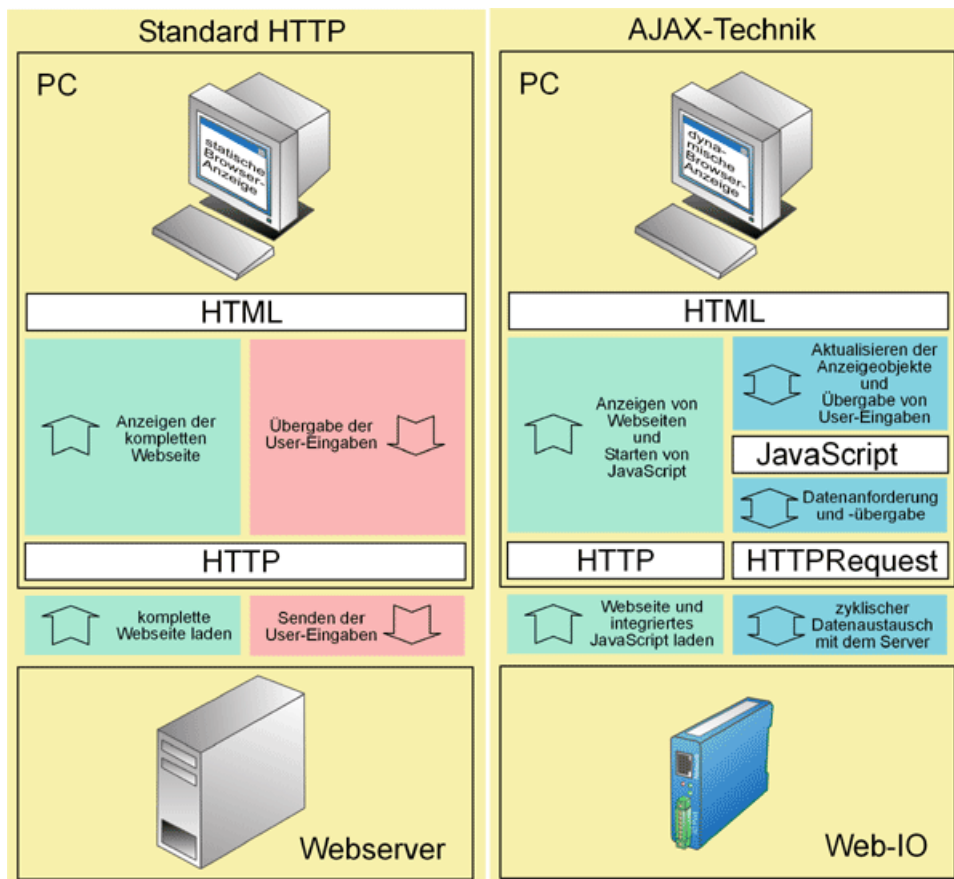 Standard HTTP
PC
statische
Browser-
Anzeige
HTML
Anzeigen der
kompletten
Webseite
Übergabe der
User-Eingaben
HTTP
komplette
Webseite laden
Senden der
User-Eingaben
Webserver
AJAX-Technik
PC
dyna-
mische
Browser-
Anzeige
HTML
Anzeigen von
Webseiten
und
Starten von
JavaScript
Aktualisieren der
Anzeigeobjekte
und
Übergabe von
User-Eingaben
JavaScript
Datenanforderung
und -übergabe
HTTP
HTTPRequest
Webseite und
integriertes
JavaScript laden
zyklischer
Datenaustausch
mit dem Server
Web-IO